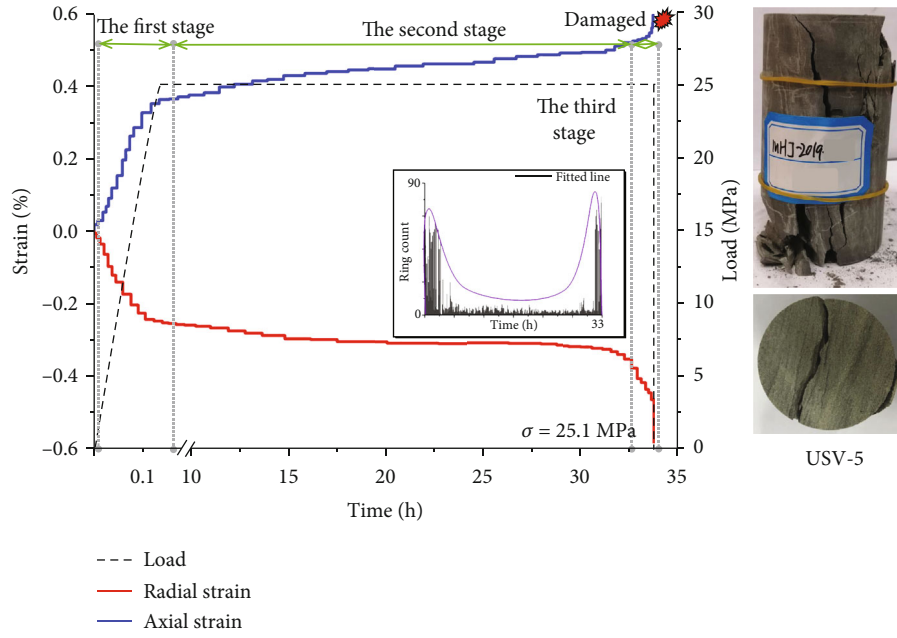 The first stage
The second stage
Damaged
The third
stage
0.6
0.4
0.2
0.0
−0.2
−0.4
−0.6
Strain (%)
30
25
20
15
10
5
0
Load (MPa)
90
Ring count
0
Fitted line
Time (h)
33
σ = 25.1 MPa
0.1
10
15
20
25
30
35
Time (h)
Load
Radial strain
Axial strain
MHJ-2019.
USV-5